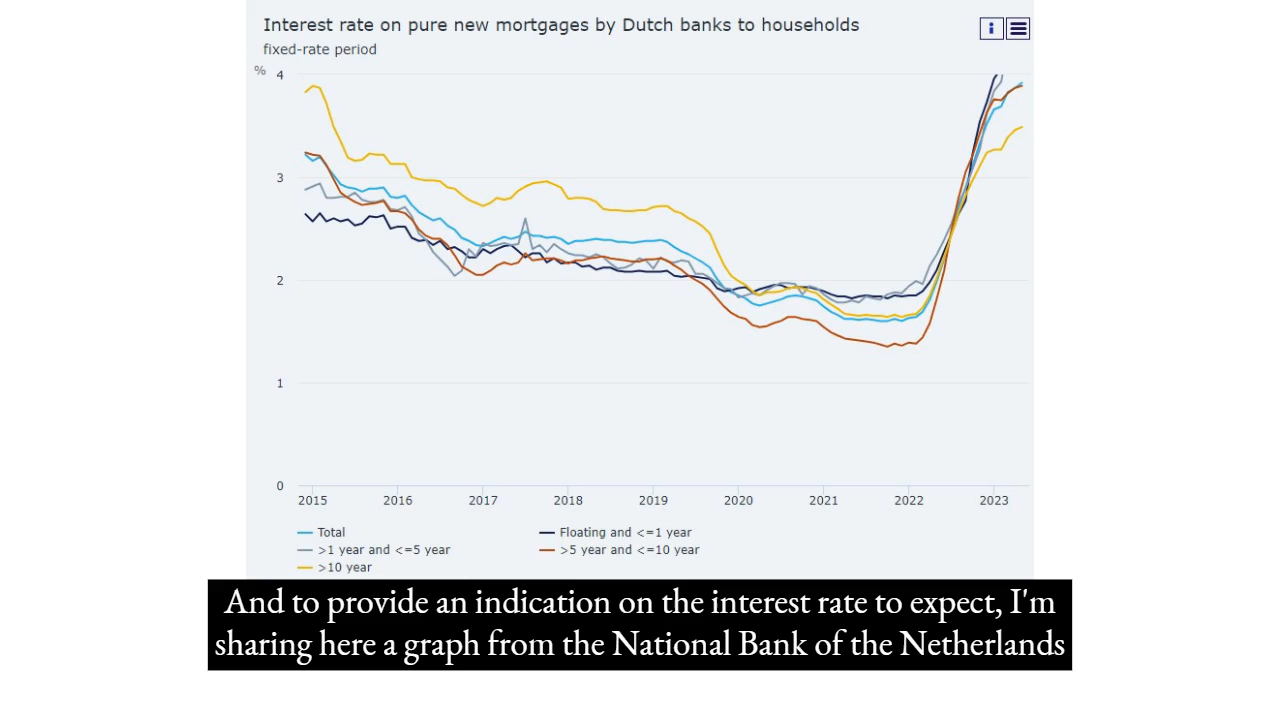 Interest rate on pure new mortgages by Dutch banks to households
fixed-rate period
i
%
4
3
2
1
0
2015 2016 2017 2018 2019 2020 2021 2022 2023
Total Floating and <=1 year
>1 year and <=5 year >5 year and <=10 year
>10 year
And to provide an indication on the interest rate to expect, I'm
sharing here a graph from the National Bank of the Netherlands